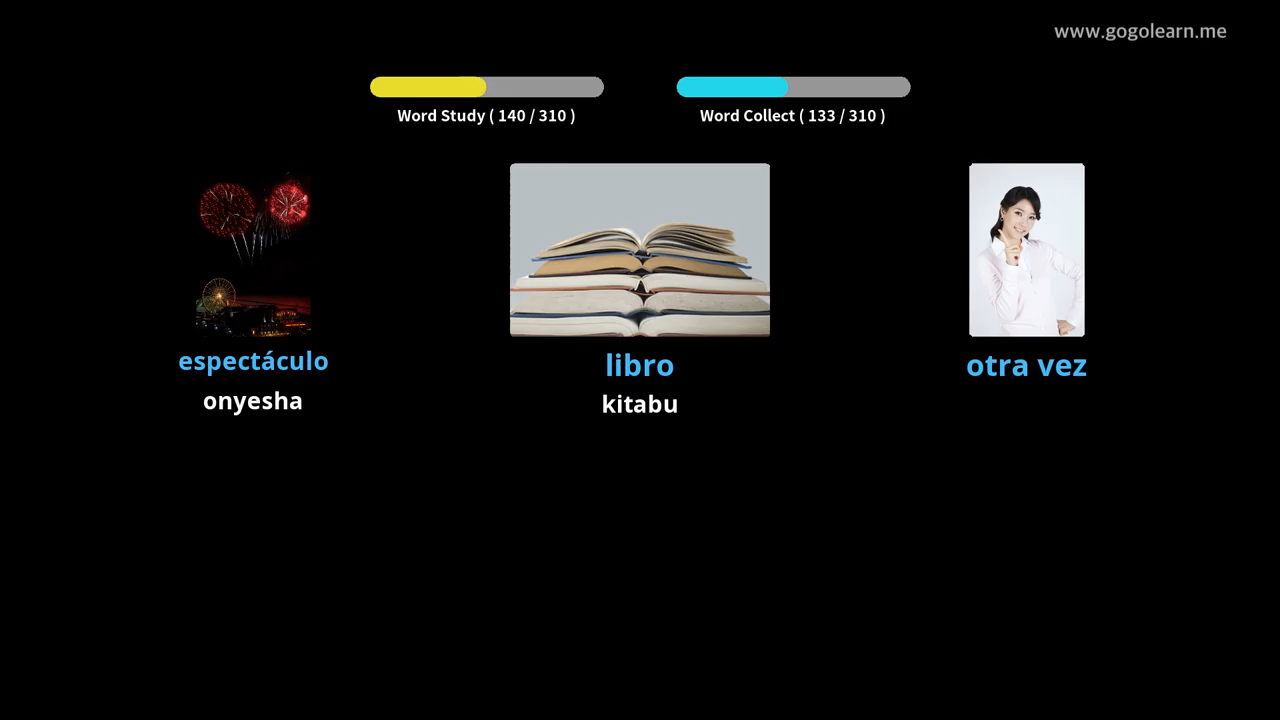 www.gogolearn.me
Word Study ( 140 / 310 )
Word Collect ( 133 / 310 )
espectáculo
onyesha
libro
kitabu
otra vez